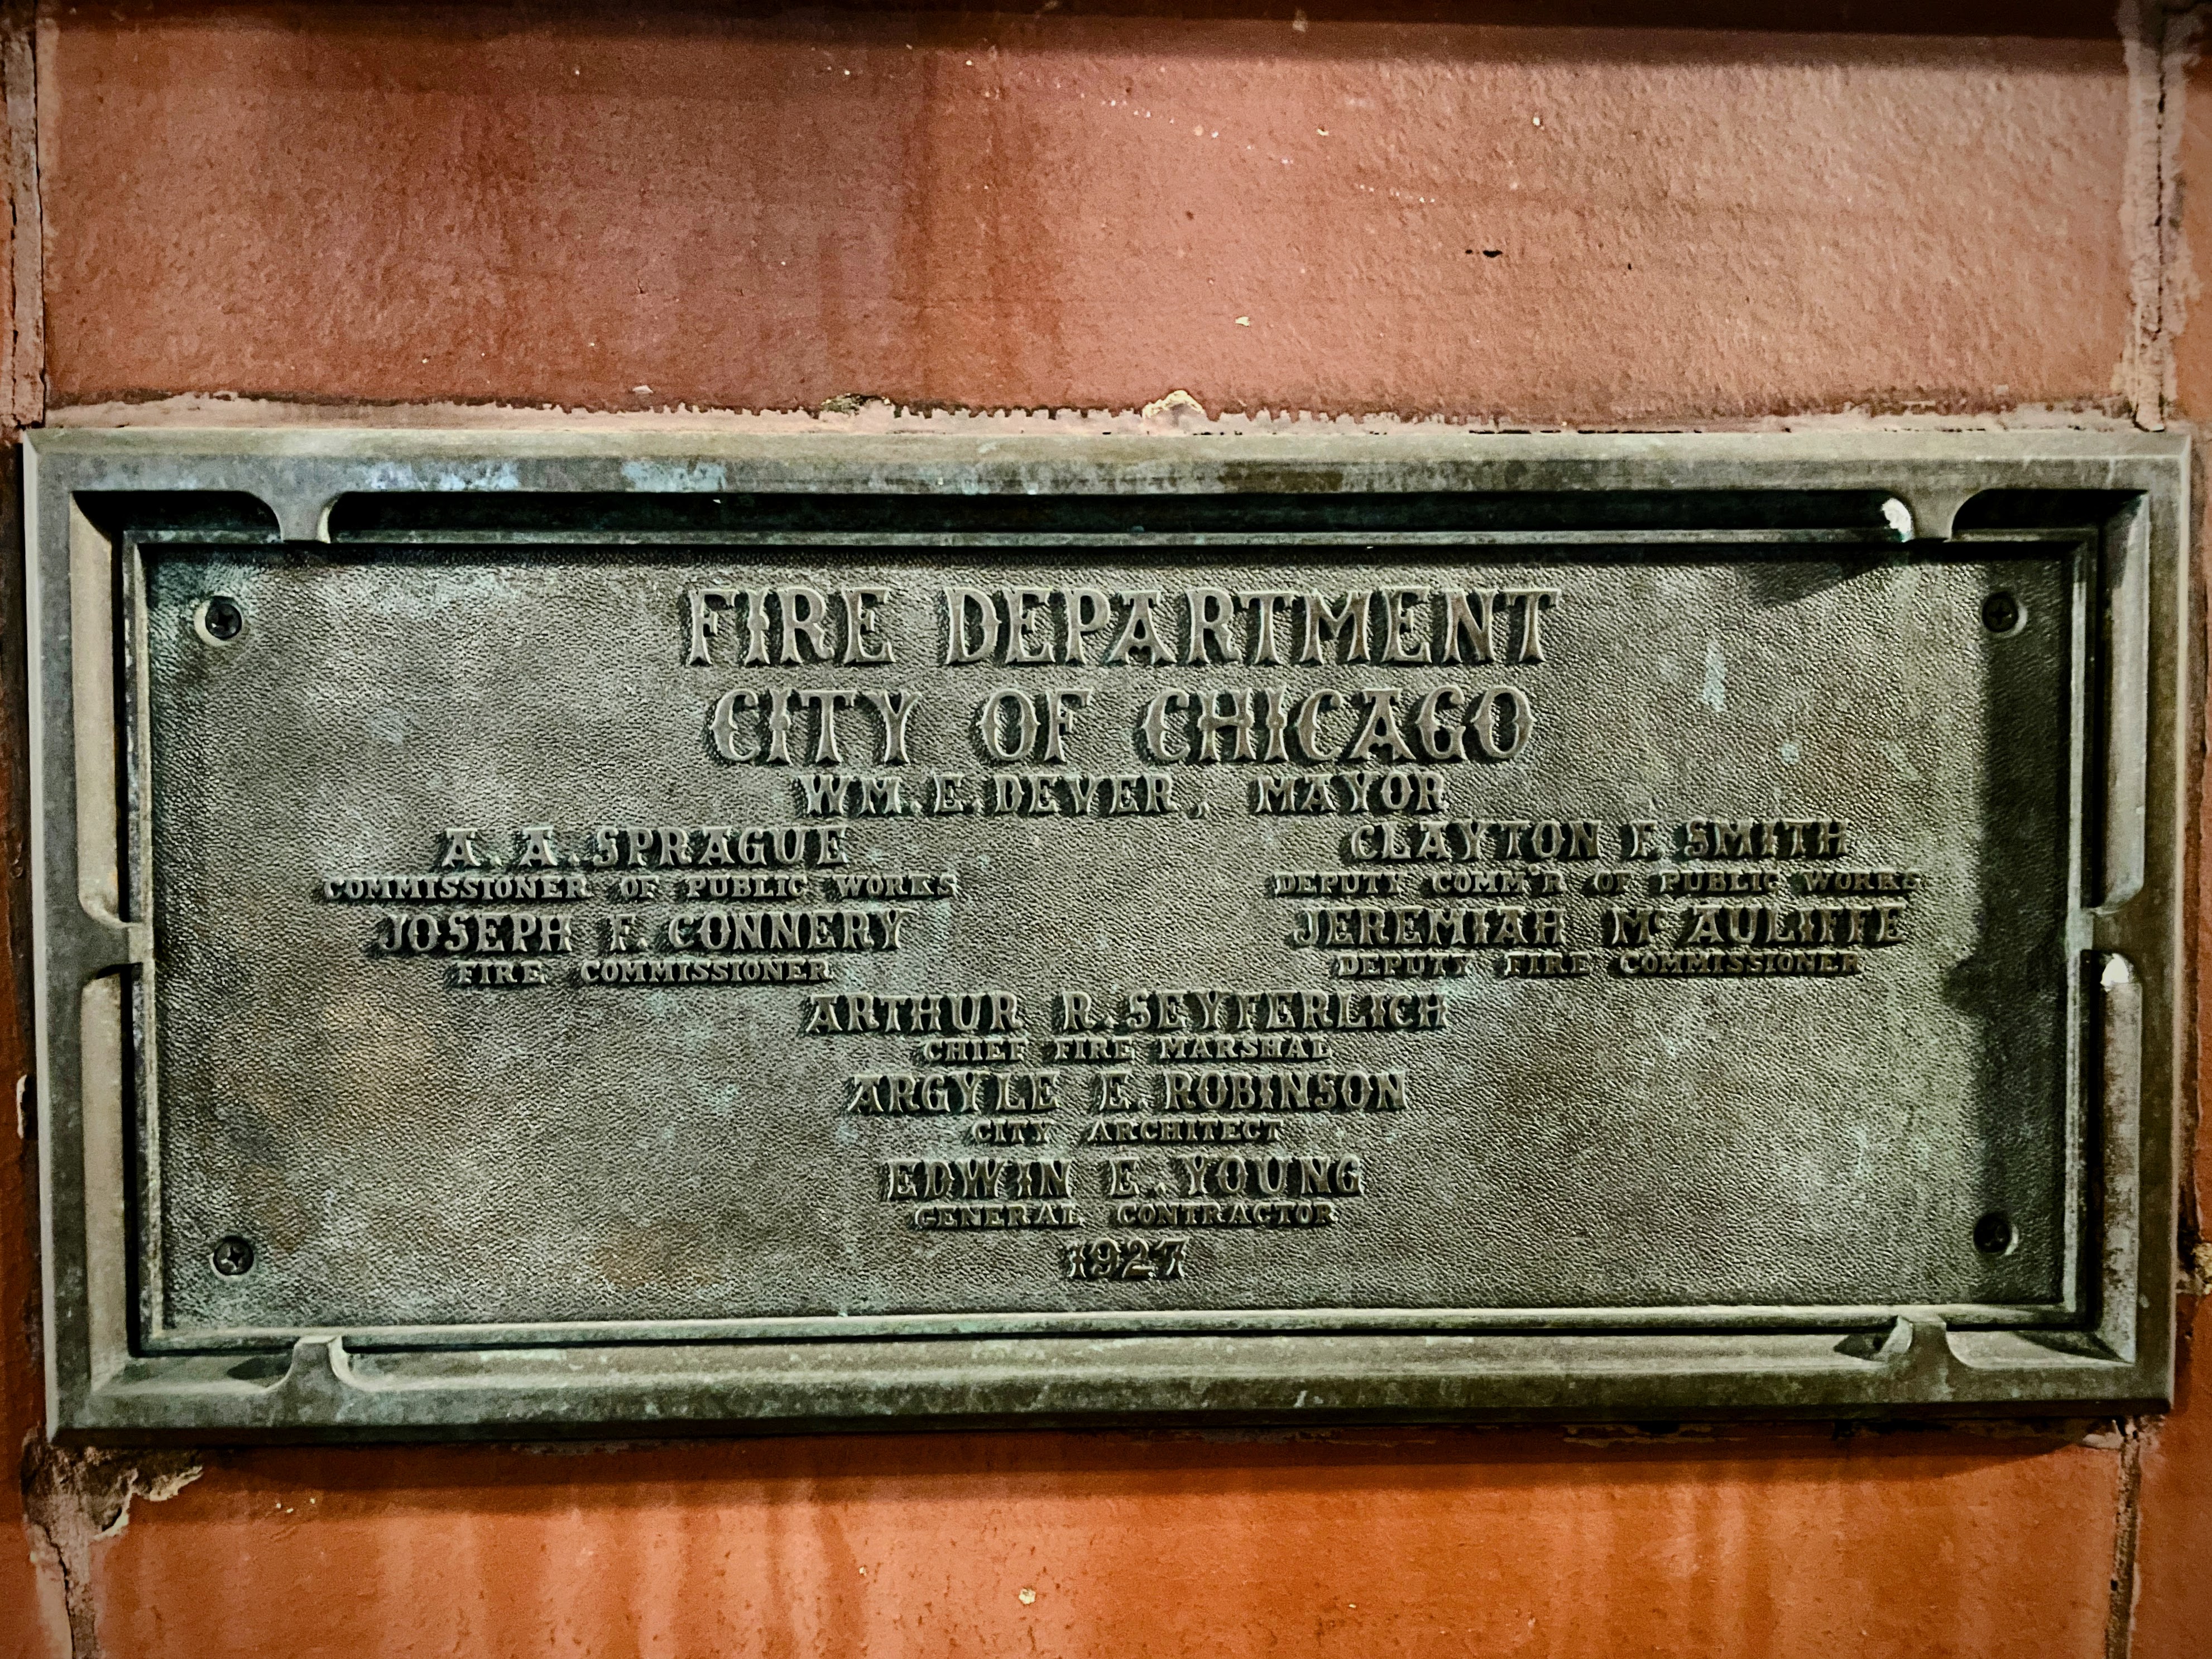 FIRE DEPARTMENT
CITY OF CHICAGO
WM. E. DEVER, MAYOR
A. A. SPRAGUE
COMMISSIONER OF PUBLIC WORKS
CLAYTON F. SMITH
DEPUTY COMM'R OF PUBLIC WORKS
JOSEPH F. CONNERY
FIRE COMMISSIONER
JEREMIAH Mc AULIFFE
DEPUTY FIRE COMMISSIONER
ARTHUR R. SEYFERLICH
CHIEF FIRE MARSHAL
ARGYLE E. ROBINSON
CITY ARCHITECT
EDWIN E. YOUNG
GENERAL CONTRACTOR
1927